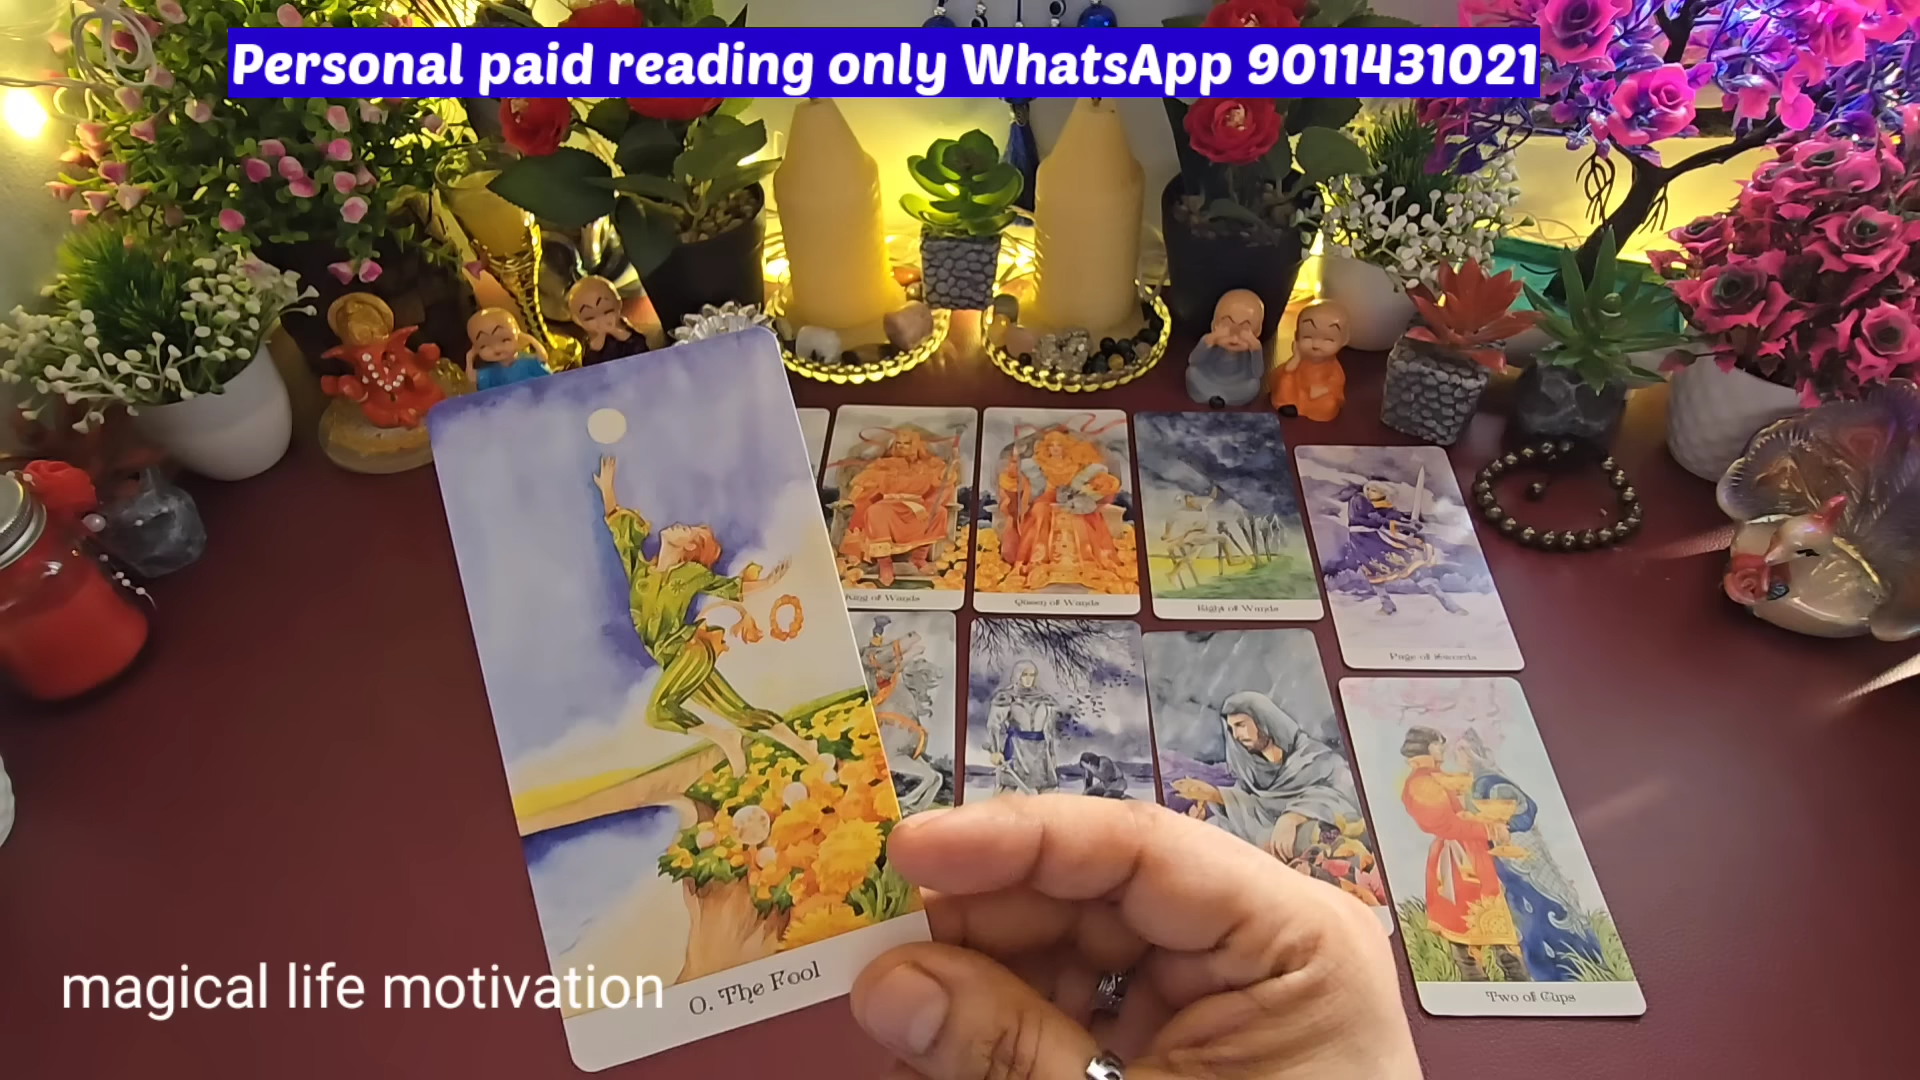 Personal paid reading only WhatsApp 9011431021
King of Wands
Queen of Wands
Eight of Wands
Page of Swords
Two of Cups
0. The Fool
magical life motivation